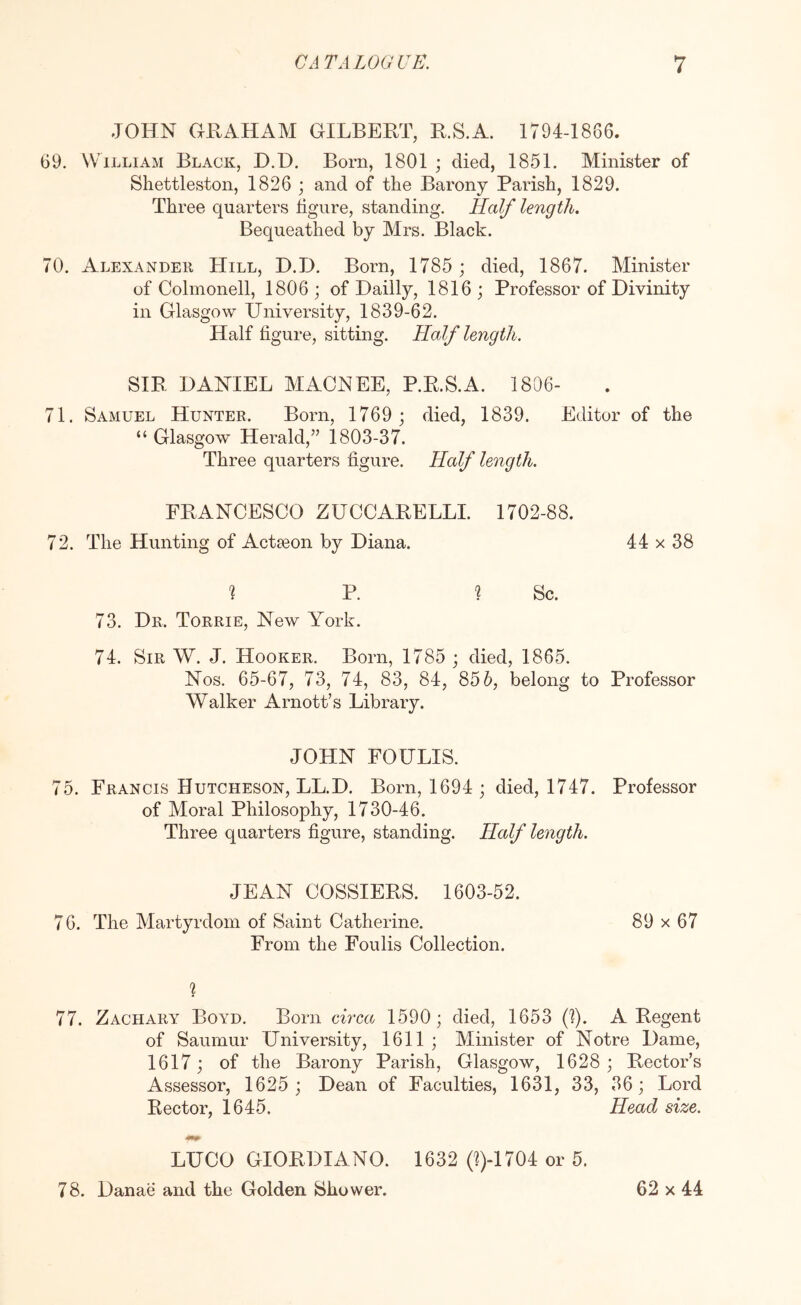 CATALOGUE. 7
JOHN GRAHAM GILBERT, R.S.A. 1794-1866.
69. William Black, D.D. Born, 1801 ; died, 1851. Minister of
Shettleston, 1826 ; and of the Barony Parish, 1829.
Three quarters figure, standing. Half length.
Bequeathed by Mrs. Black.
70. Alexander Hill, D.D. Born, 1785 ; died, 1867. Minister
of Colmonell, 1806 ; of Dailly, 1816 ; Professor of Divinity
in Glasgow University, 1839-62.
Half figure, sitting. Half length.
SIR DANIEL MACNEE, P.R.S.A. 1806- .
71. Samuel Hunter. Born, 1769 ; died, 1839. Editor of the
“ Glasgow Herald,” 1803-37.
Three quarters figure. Half length.
FRANCESCO ZUCCARELLI. 1702-88.
72. The Hunting of Actæon by Diana. 44 x 38
? P. ? Sc.
73. Dr. Torrie, New York.
74. Sir W. J. Hooker. Born, 1785 ; died, 1865.
Nos. 65-67, 73, 74, 83, 84, 85b, belong to Professor
Walker Arnott’s Library.
JOHN FOULIS.
75. Francis Hutcheson, LL.D. Born, 1694 ; died, 1747. Professor
of Moral Philosophy, 1730-46.
Three quarters figure, standing. Half length.
JEAN COSSIERS. 1603-52.
76. The Martyrdom of Saint Catherine. 89 x 67
From the Foulis Collection.
?
77. Zachary Boyd. Born circa 1590 ; died, 1653 (?). A Regent
of Saumur University, 1611 ; Minister of Notre Dame,
1617 ; of the Barony Parish, Glasgow, 1628 ; Rector’s
Assessor, 1625 ; Dean of Faculties, 1631, 33, 36 ; Lord
Rector, 1645. Head size.
LUCO GIORDIANO. 1632 (?)-1704 or 5.
78. Danaë and the Golden Shower. 62 x 44